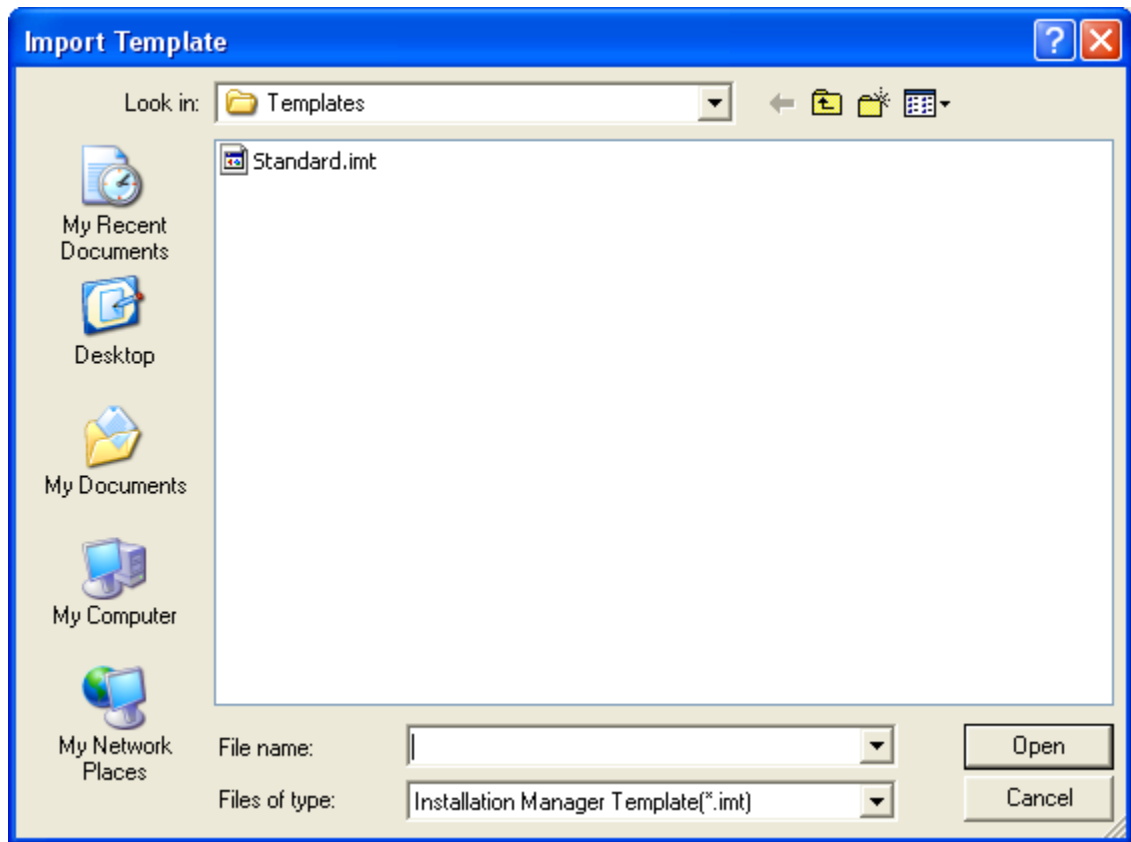 Import Template
Look in:
Templates
Standard.imt
My Recent
Documents
Desktop
My Documents
My Computer
My Network
Places
File name:
Open
Files of type:
Installation Manager Template(*.imt)
Cancel